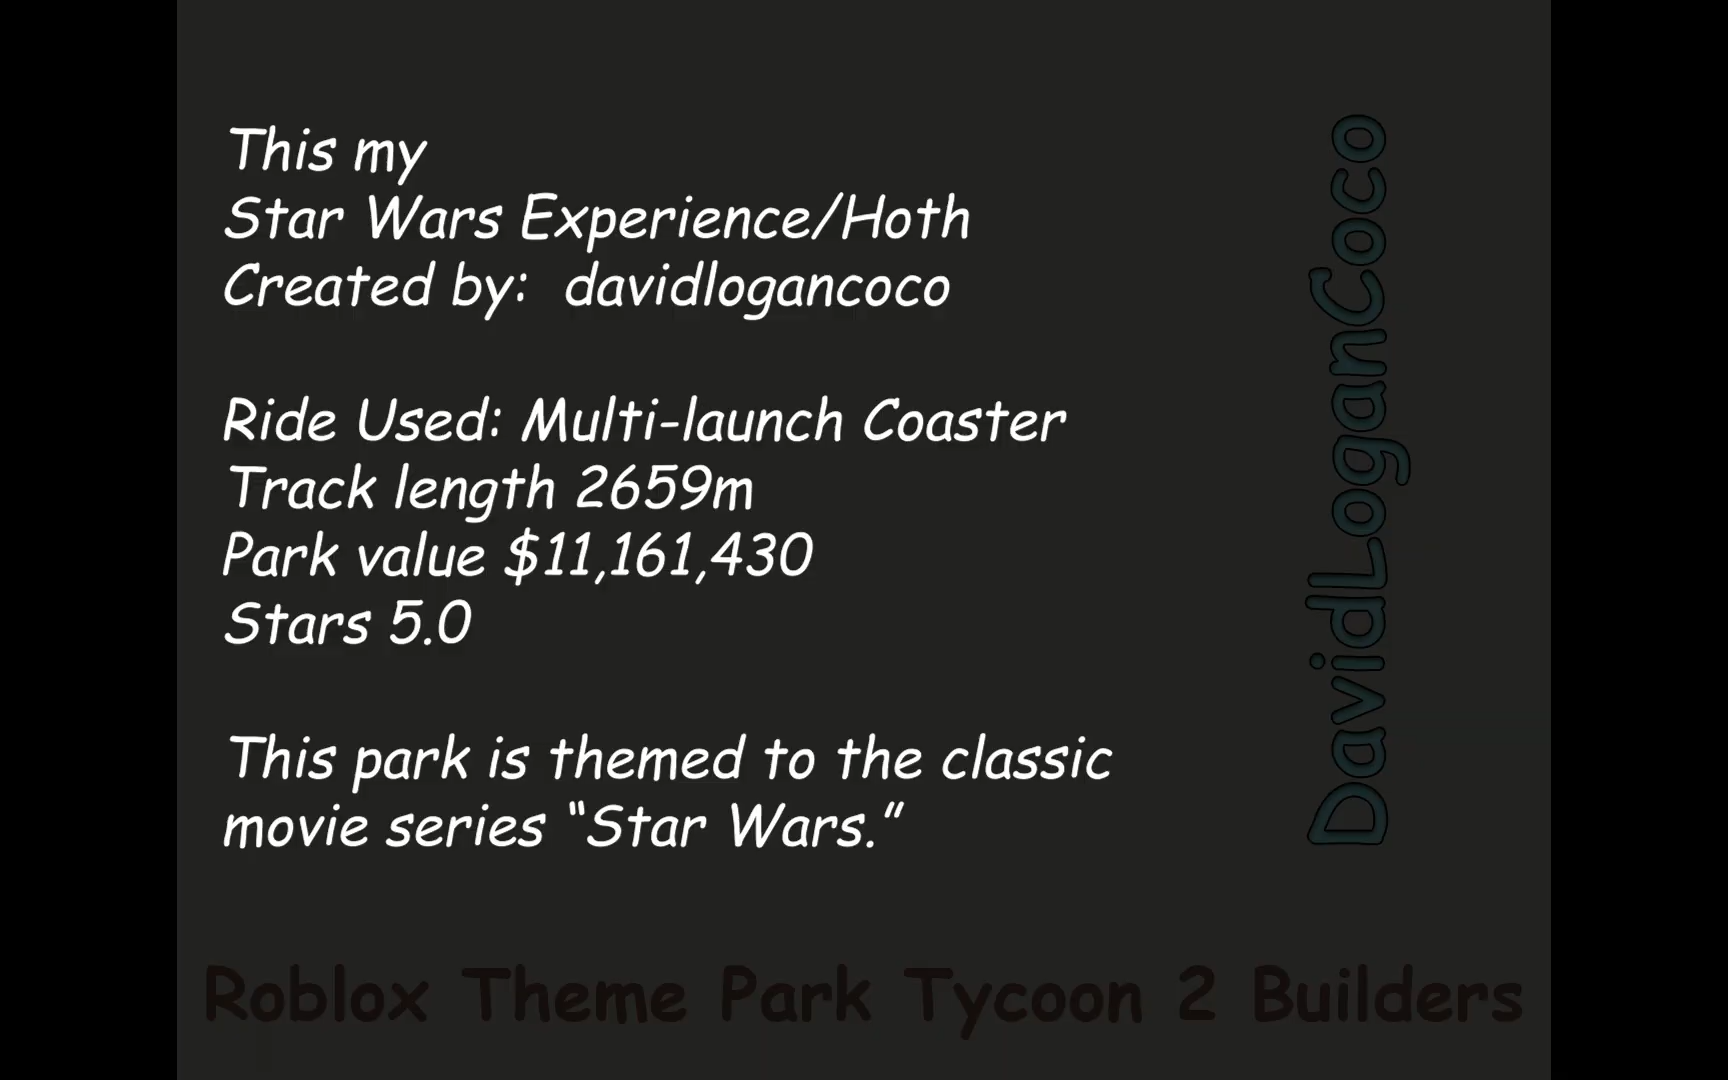 This my
Star Wars Experience/Hoth
Created by: davidlogancoco
Ride Used: Multi-launch Coaster
Track length 2659m
Park value $11,161,430
Stars 5.0
This park is themed to the classic
movie series “Star Wars.”
DavidLoganCoco
Roblox Theme Park Tycoon 2 Builders